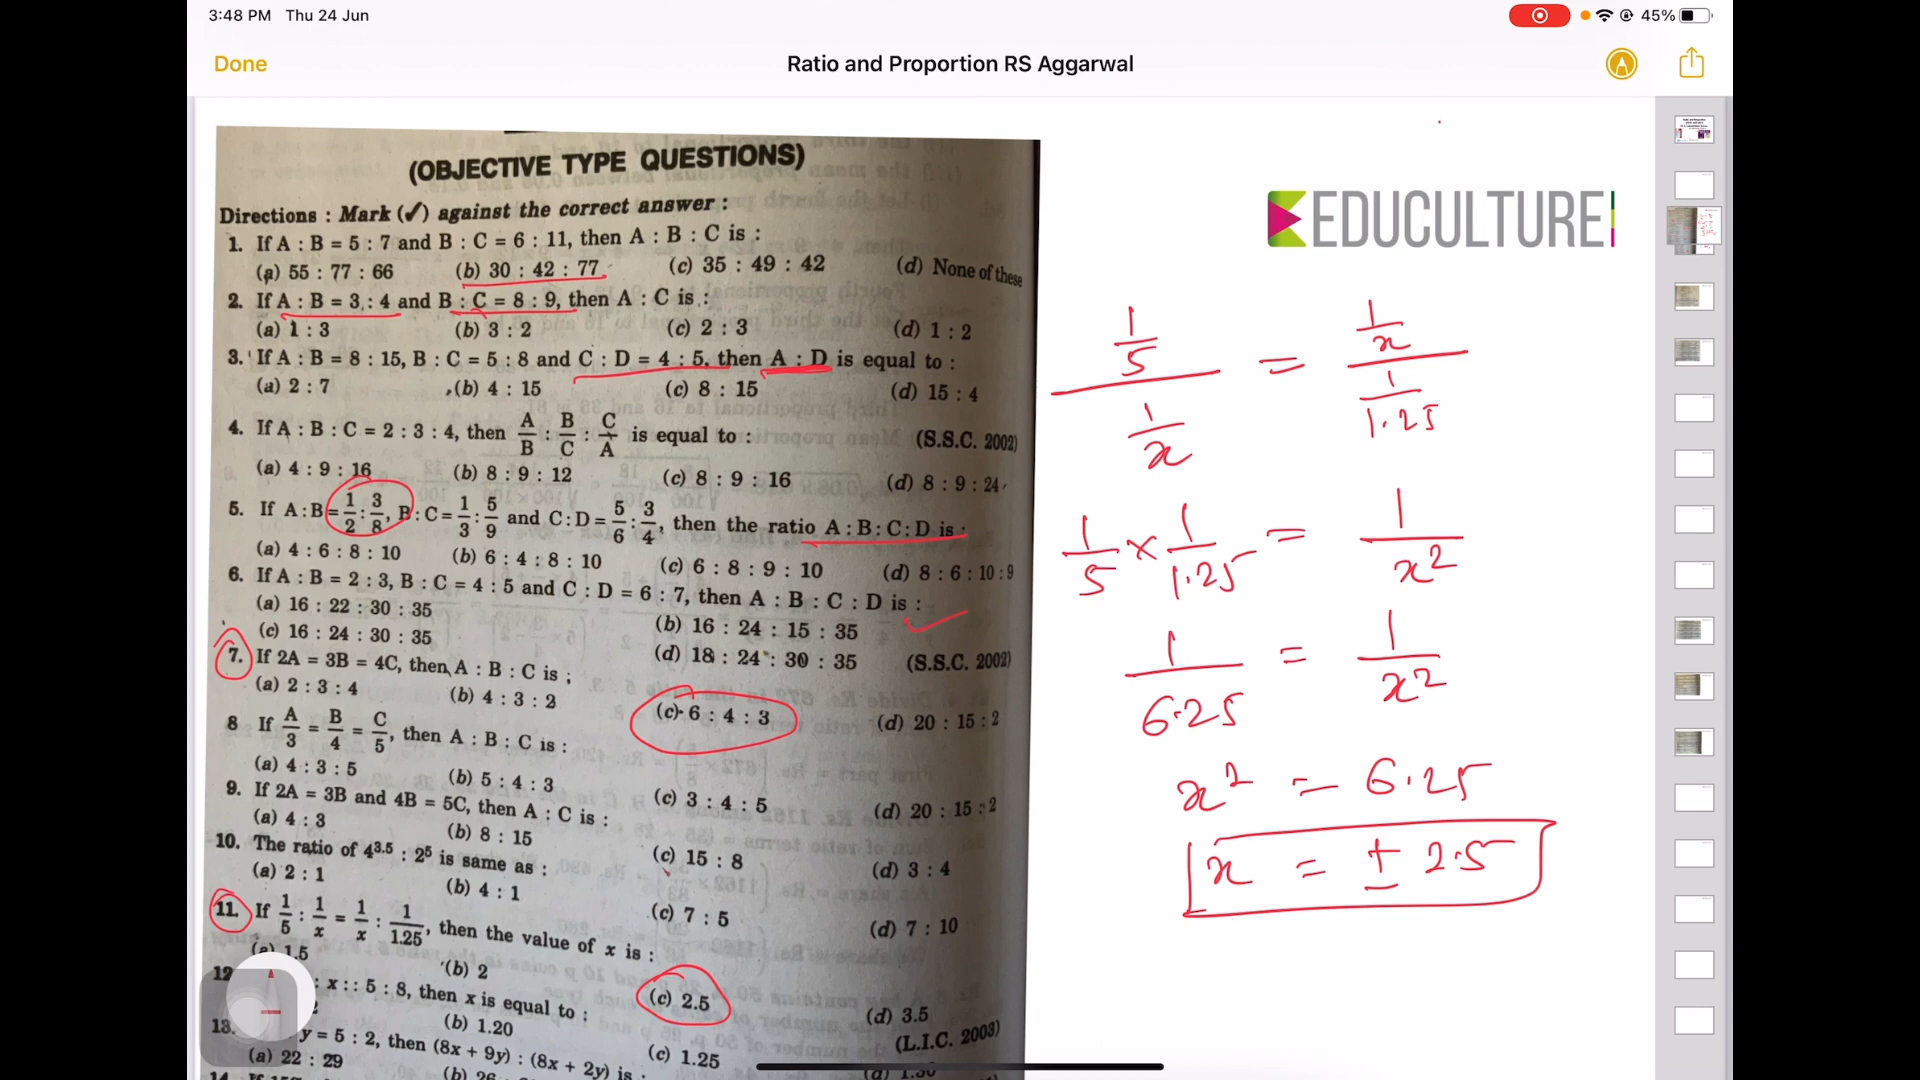 3:48 PM Thu 24 Jun
45%
Done
Ratio and Proportion RS Aggarwal
(OBJECTIVE TYPE QUESTIONS)
Directions : Mark (✓) against the correct answer :
1. If A : B = 5 : 7 and B : C = 6 : 11, then A : B : C is :
(a) 55 : 77 : 66 (b) 30 : 42 : 77 (c) 35 : 49 : 42 (d) None of these
2. If A : B = 3 : 4 and B : C = 8 : 9, then A : C is :
(a) 1 : 3 (b) 3 : 2 (c) 2 : 3 (d) 1 : 2
3. If A : B = 8 : 15, B : C = 5 : 8 and C : D = 4 : 5, then A : D is equal to :
(a) 2 : 7 (b) 4 : 15 (c) 8 : 15 (d) 15 : 4
4. If A : B : C = 2 : 3 : 4, then A/B : B/C : C/A is equal to : (S.S.C. 2002)
(a) 4 : 9 : 16 (b) 8 : 9 : 12 (c) 8 : 9 : 16 (d) 8 : 9 : 24
5. If A : B = 1/2 : 3/8, B : C = 1/3 : 5/9 and C : D = 5/6 : 3/4, then the ratio A : B : C : D is :
(a) 4 : 6 : 8 : 10 (b) 6 : 4 : 8 : 10 (c) 6 : 8 : 9 : 10 (d) 8 : 6 : 10 : 9
6. If A : B = 2 : 3, B : C = 4 : 5 and C : D = 6 : 7, then A : B : C : D is :
(a) 16 : 22 : 30 : 35 (b) 16 : 24 : 15 : 35
(c) 16 : 24 : 30 : 35 (d) 18 : 24 : 30 : 35 (S.S.C. 2002)
7. If 2A = 3B = 4C, then A : B : C is :
(a) 2 : 3 : 4 (b) 4 : 3 : 2 (c) 6 : 4 : 3 (d) 20 : 15 : 2
8 If A/3 = B/4 = C/5, then A : B : C is :
(a) 4 : 3 : 5 (b) 5 : 4 : 3 (c) 3 : 4 : 5 (d) 20 : 15 : 2
9. If 2A = 3B and 4B = 5C, then A : C is :
(a) 4 : 3 (b) 8 : 15 (c) 15 : 8 (d) 3 : 4
10. The ratio of 4^3.5 : 2^5 is same as :
(a) 2 : 1 (b) 4 : 1 (c) 7 : 5 (d) 7 : 10
11. If 1/5 : 1/x = 1/x : 1/1.25, then the value of x is :
(a) 1.5 (b) 2 (c) 2.5 (d) 3.5
12 : x :: 5 : 8, then x is equal to : (L.I.C. 2003)
2 (b) 1.20 (c) 1.25 (d) 1.30
13. y = 5 : 2, then (8x + 9y) : (8x + 2y) is :
(a) 22 : 29 (b) 26
EDUCULTURE
1/5 / 1/x = 1/x / 1/1.25
1/5 × 1/1.25 = 1/x²
1/6.25 = 1/x²
x² = 6.25
x = ± 2.5